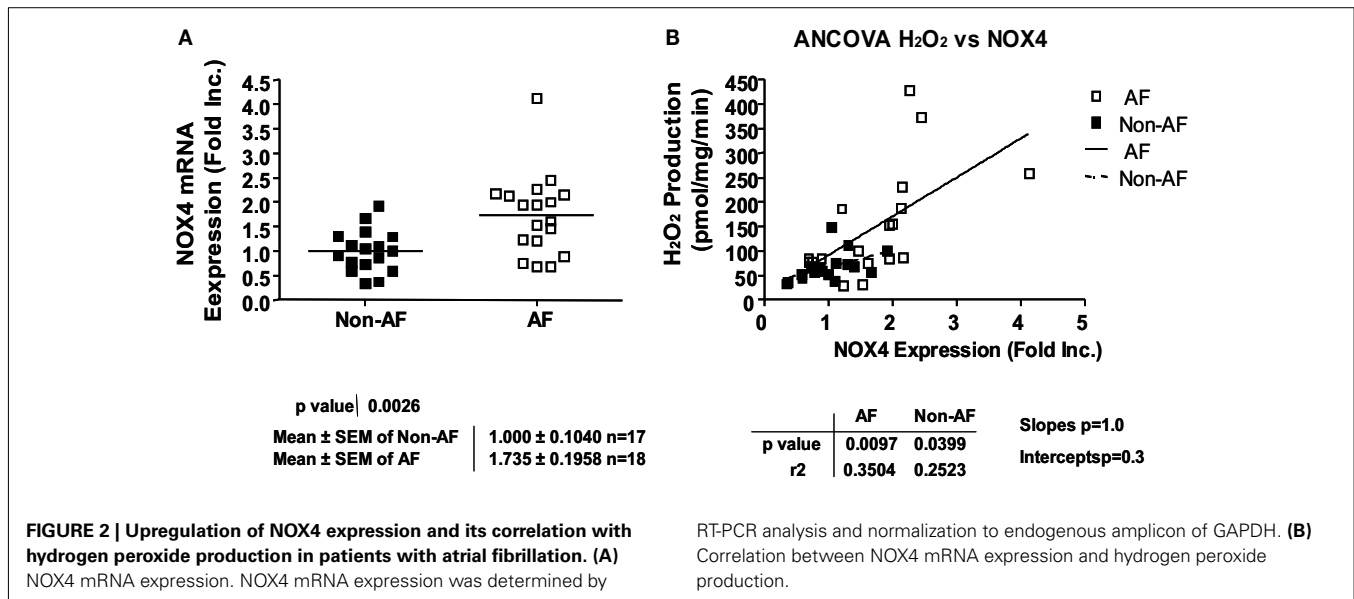 A
NOX4 mRNA
Eexpression (Fold Inc.)
4.5
4.0
3.5
3.0
2.5
2.0
1.5
1.0
0.5
0.0
Non-AF AF
p value 0.0026
Mean ± SEM of Non-AF 1.000 ± 0.1040 n=17
Mean ± SEM of AF 1.735 ± 0.1958 n=18
B ANCOVA H₂O₂ vs NOX4
H₂O₂ Production
(pmol/mg/min)
450
400
350
300
250
200
150
100
50
0
0 1 2 3 4 5
NOX4 Expression (Fold Inc.)
AF
Non-AF
AF
Non-AF
AF Non-AF
p value 0.0097 0.0399
r2 0.3504 0.2523
Slopes p=1.0
Interceptsp=0.3
FIGURE 2 | Upregulation of NOX4 expression and its correlation with
hydrogen peroxide production in patients with atrial fibrillation. (A)
NOX4 mRNA expression. NOX4 mRNA expression was determined by
RT-PCR analysis and normalization to endogenous amplicon of GAPDH. (B)
Correlation between NOX4 mRNA expression and hydrogen peroxide
production.